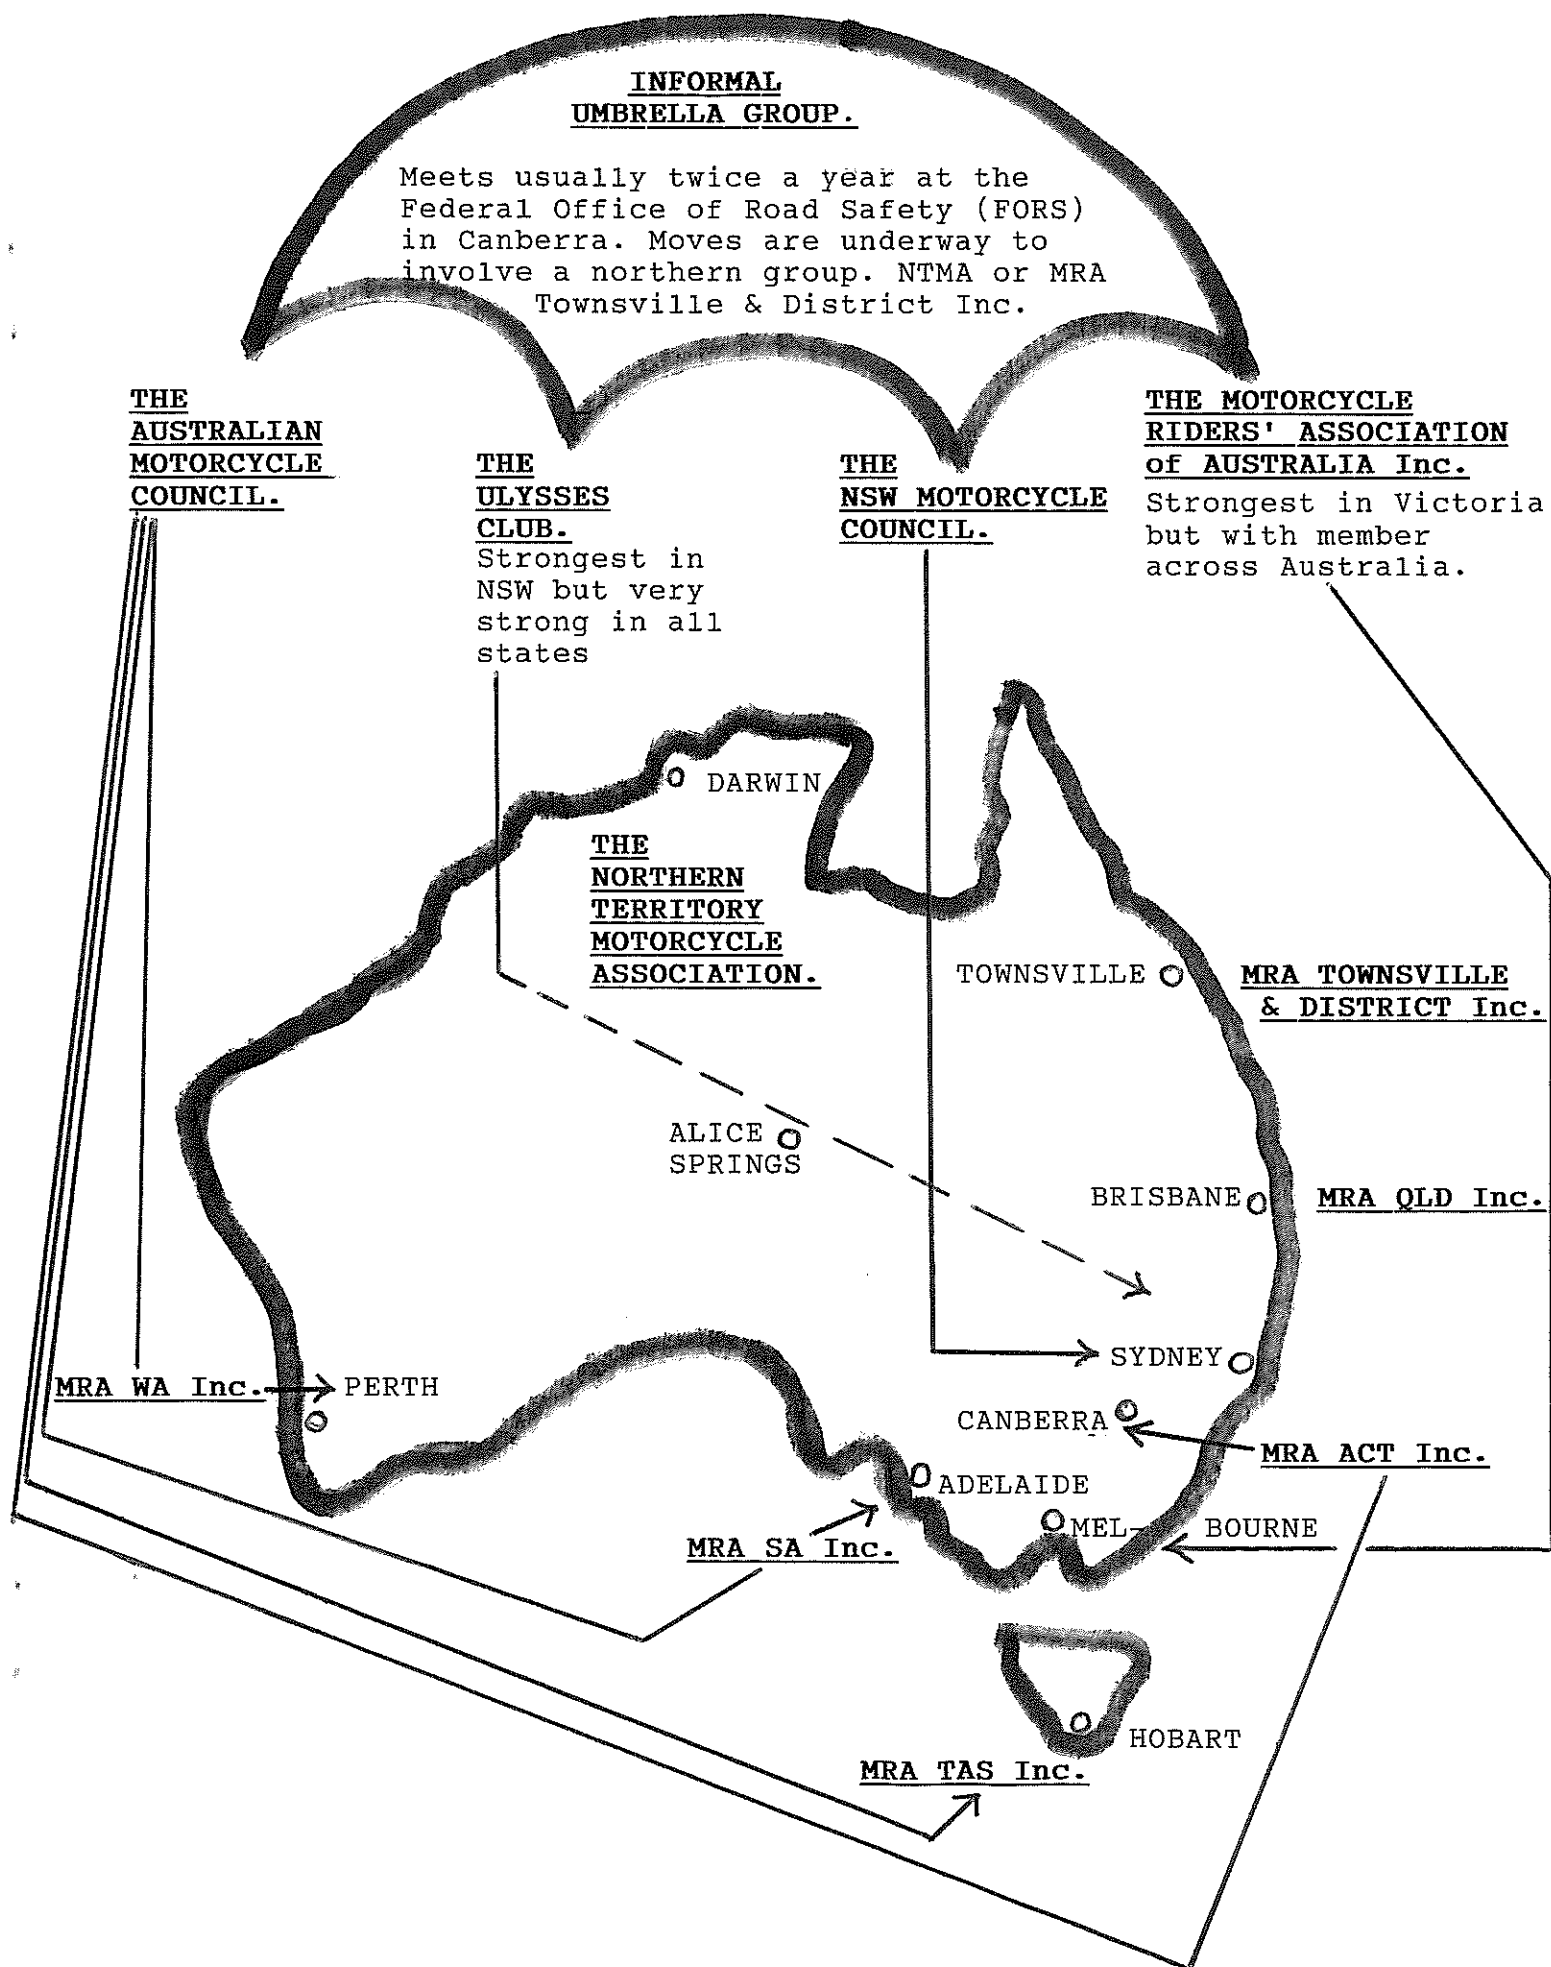 INFORMAL
UMBRELLA GROUP.
Meets usually twice a year at the
Federal Office of Road Safety (FORS)
in Canberra. Moves are underway to
involve a northern group. NTMA or MRA
Townsville & District Inc.
THE
AUSTRALIAN
MOTORCYCLE
COUNCIL.
THE
ULYSSES
CLUB.
Strongest in
NSW but very
strong in all
states
THE
NSW MOTORCYCLE
COUNCIL.
THE MOTORCYCLE
RIDERS' ASSOCIATION
of AUSTRALIA Inc.
Strongest in Victoria
but with member
across Australia.
DARWIN
THE
NORTHERN
TERRITORY
MOTORCYCLE
ASSOCIATION.
TOWNSVILLE
MRA TOWNSVILLE
& DISTRICT Inc.
ALICE
SPRINGS
BRISBANE
MRA QLD Inc.
SYDNEY
MRA WA Inc.
PERTH
CANBERRA
MRA ACT Inc.
ADELAIDE
MEL- BOURNE
MRA SA Inc.
HOBART
MRA TAS Inc.